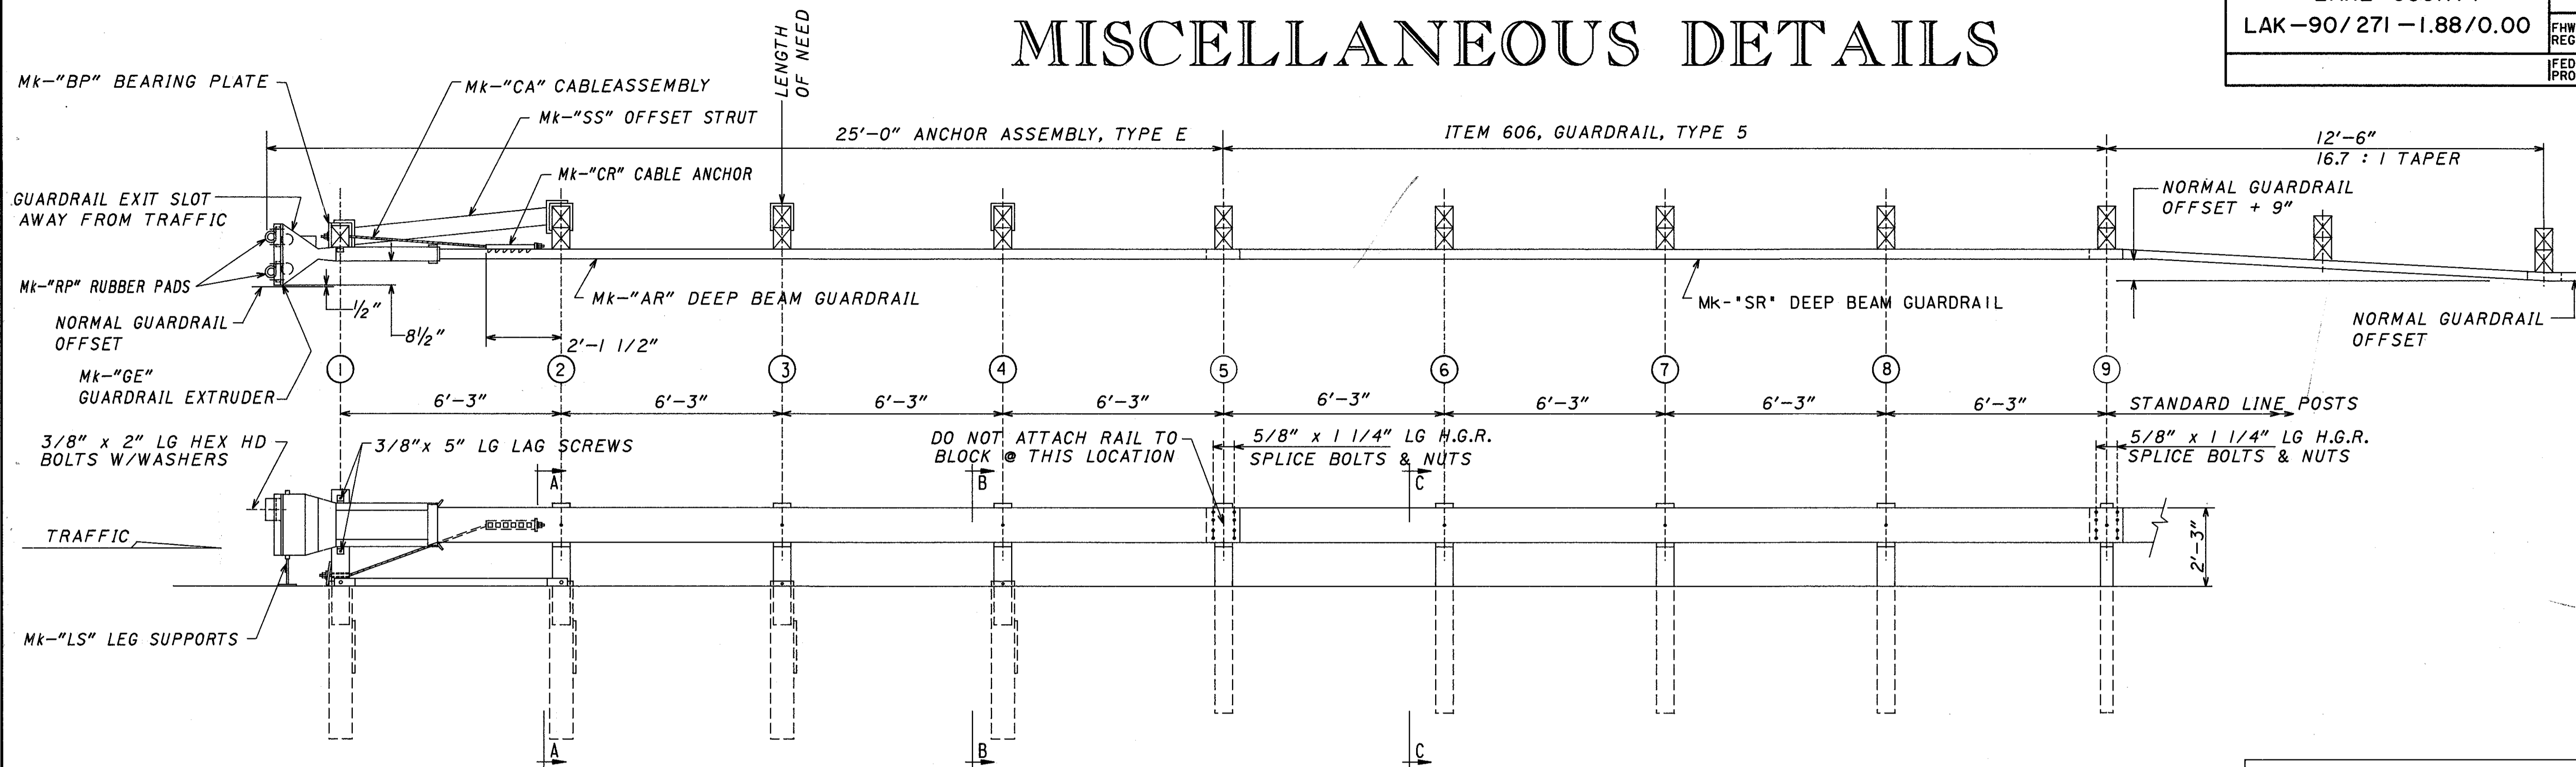 MISCELLANEOUS DETAILS
LAK-90/271-1.88/0.00
FHW
REG
FED
PRO
LENGTH
OF NEED
Mk-"BP" BEARING PLATE
Mk-"CA" CABLEASSEMBLY
Mk-"SS" OFFSET STRUT
25'-0" ANCHOR ASSEMBLY, TYPE E
ITEM 606, GUARDRAIL, TYPE 5
12'-6"
16.7 : 1 TAPER
Mk-"CR" CABLE ANCHOR
GUARDRAIL EXIT SLOT
AWAY FROM TRAFFIC
NORMAL GUARDRAIL
OFFSET + 9"
Mk-"RP" RUBBER PADS
Mk-"AR" DEEP BEAM GUARDRAIL
Mk-"SR" DEEP BEAM GUARDRAIL
1/2"
8 1/2"
2'-1 1/2"
NORMAL GUARDRAIL
OFFSET
NORMAL GUARDRAIL
OFFSET
Mk-"GE"
GUARDRAIL EXTRUDER
1 2 3 4 5 6 7 8 9
6'-3" 6'-3" 6'-3" 6'-3" 6'-3" 6'-3" 6'-3" 6'-3" STANDARD LINE POSTS
3/8" x 2" LG HEX HD
BOLTS W/WASHERS
3/8" x 5" LG LAG SCREWS
DO NOT ATTACH RAIL TO
BLOCK @ THIS LOCATION
5/8" x 1 1/4" LG H.G.R.
SPLICE BOLTS & NUTS
5/8" x 1 1/4" LG H.G.R.
SPLICE BOLTS & NUTS
A B C
TRAFFIC
2'-3"
Mk-"LS" LEG SUPPORTS
A B C